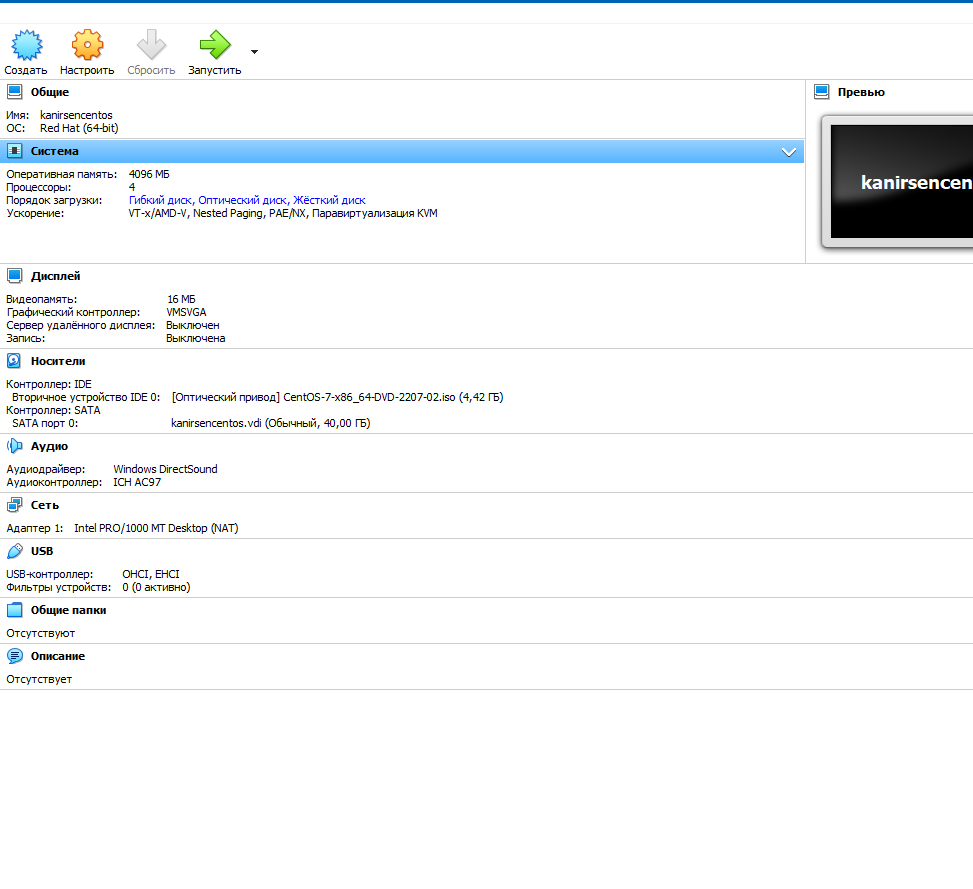 Создать Настроить Сбросить Запустить
Общие
Имя: kanirsencentos
ОС: Red Hat (64-bit)
Превью
kanirsencen
Система
Оперативная память: 4096 МБ
Процессоры: 4
Порядок загрузки: Гибкий диск, Оптический диск, Жёсткий диск
Ускорение: VT-x/AMD-V, Nested Paging, PAE/NX, Паравиртуализация KVM
Дисплей
Видеопамять: 16 МБ
Графический контроллер: VMSVGA
Сервер удалённого дисплея: Выключен
Запись: Выключена
Носители
Контроллер: IDE
Вторичное устройство IDE 0: [Оптический привод] CentOS-7-x86_64-DVD-2207-02.iso (4,42 ГБ)
Контроллер: SATA
SATA порт 0: kanirsencentos.vdi (Обычный, 40,00 ГБ)
Аудио
Аудиодрайвер: Windows DirectSound
Аудиоконтроллер: ICH AC97
Сеть
Адаптер 1: Intel PRO/1000 MT Desktop (NAT)
USB
USB-контроллер: OHCI, EHCI
Фильтры устройств: 0 (0 активно)
Общие папки
Отсутствуют
Описание
Отсутствует